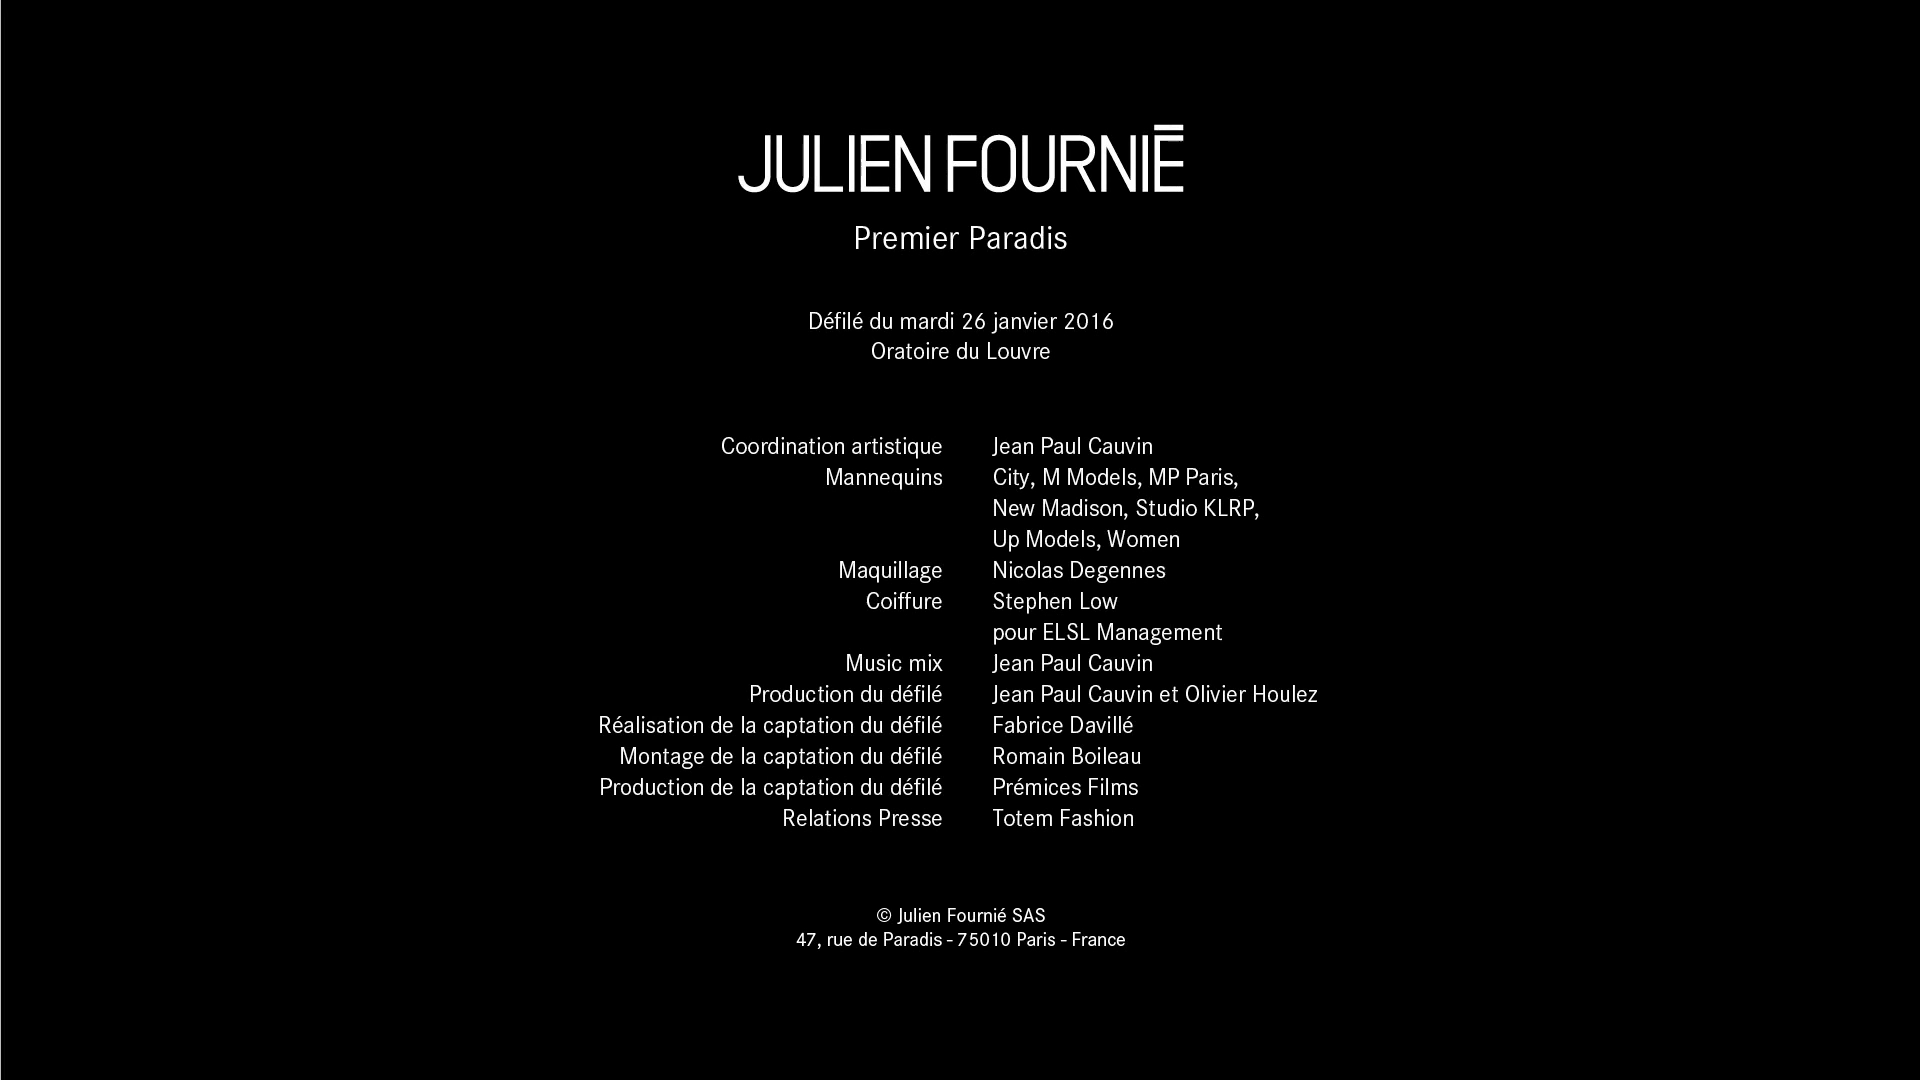 JULIEN FOURNIÉ
Premier Paradis
Défilé du mardi 26 janvier 2016
Oratoire du Louvre
Coordination artistique Jean Paul Cauvin
Mannequins City, M Models, MP Paris,
New Madison, Studio KLRP,
Up Models, Women
Maquillage Nicolas Degennes
Coiffure Stephen Low
pour ELSL Management
Music mix Jean Paul Cauvin
Production du défilé Jean Paul Cauvin et Olivier Houlez
Réalisation de la captation du défilé Fabrice Davillé
Montage de la captation du défilé Romain Boileau
Production de la captation du défilé Prémices Films
Relations Presse Totem Fashion
© Julien Fournié SAS
47, rue de Paradis - 75010 Paris - France